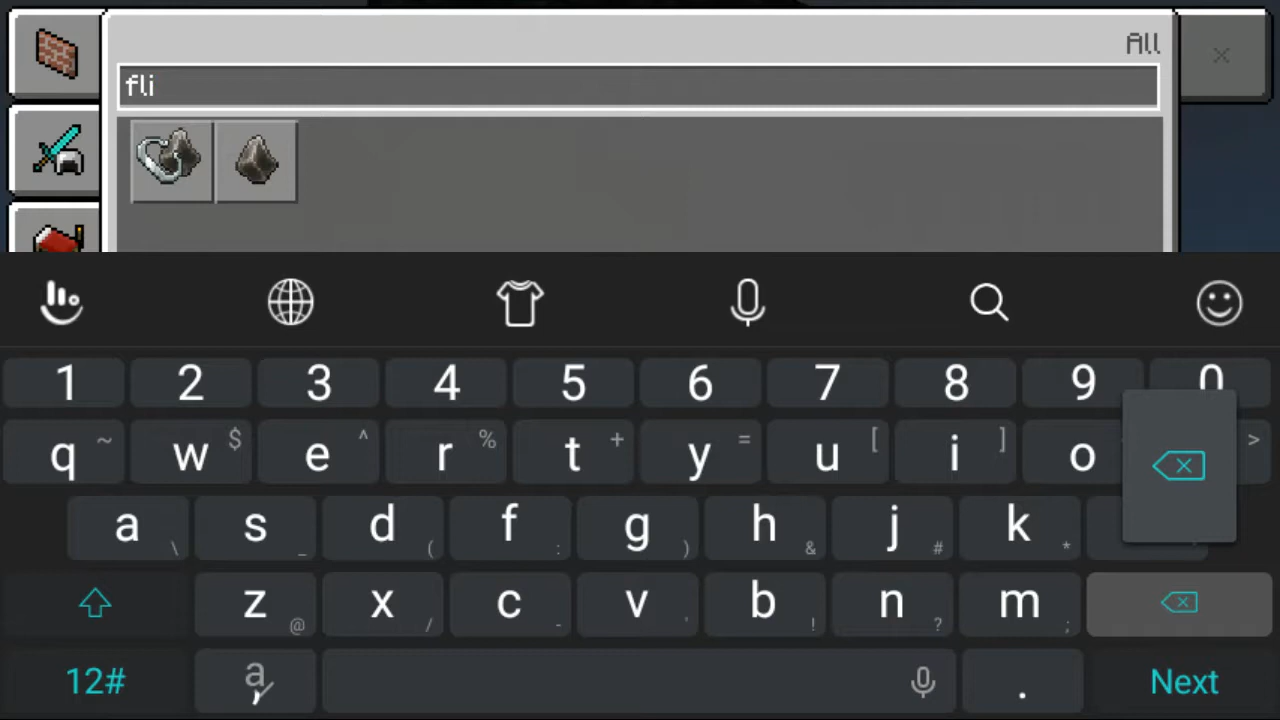 All
fli
1 2 3 4 5 6 7 8 9 0
q ~ w $ e ^ r % t + y = u [ i ] o >
a \ s _ d ( f : g ) h & j # k *
z @ x / c - v ' b ! n ? m ;
12# a , . Next